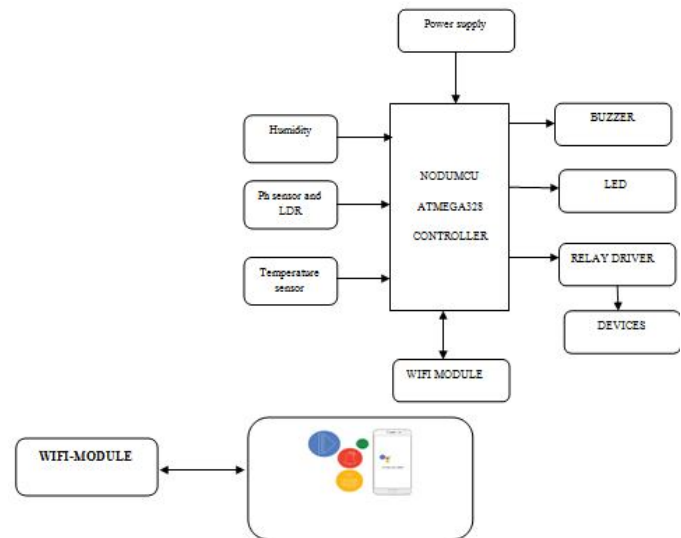 Power supply
Humidity
Ph sensor and
LDR
Temperature
sensor
NODUMCU
ATMEGA328
CONTROLLER
BUZZER
LED
RELAY DRIVER
DEVICES
WIFI MODULE
WIFI-MODULE